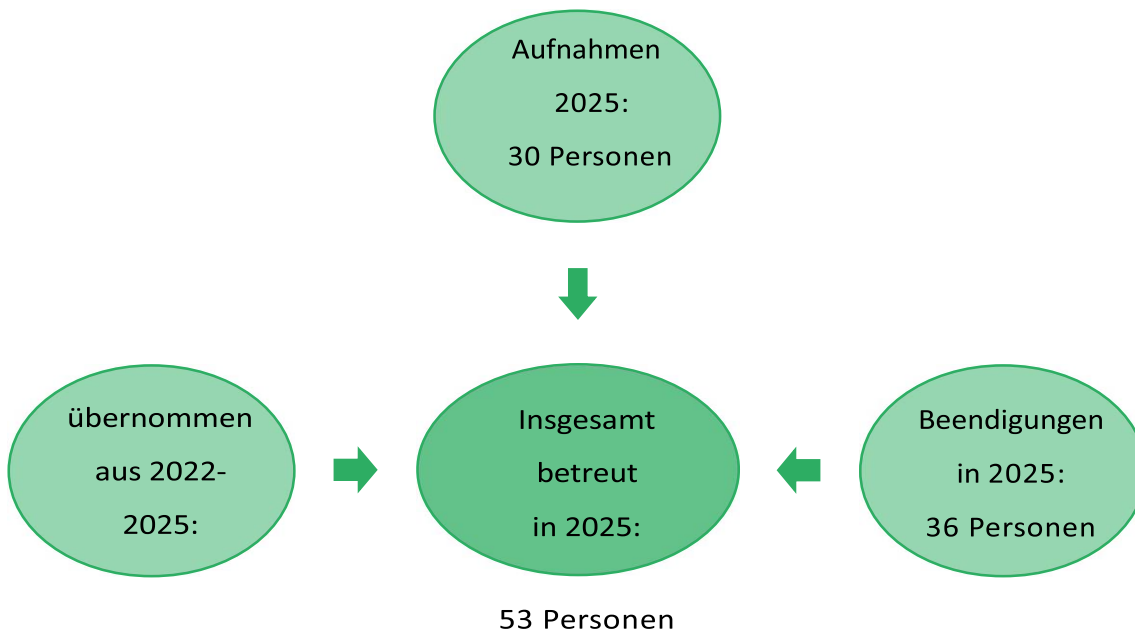 Aufnahmen
2025:
30 Personen
übernommen
aus 2022-
2025:
Insgesamt
betreut
in 2025:
53 Personen
Beendigungen
in 2025:
36 Personen